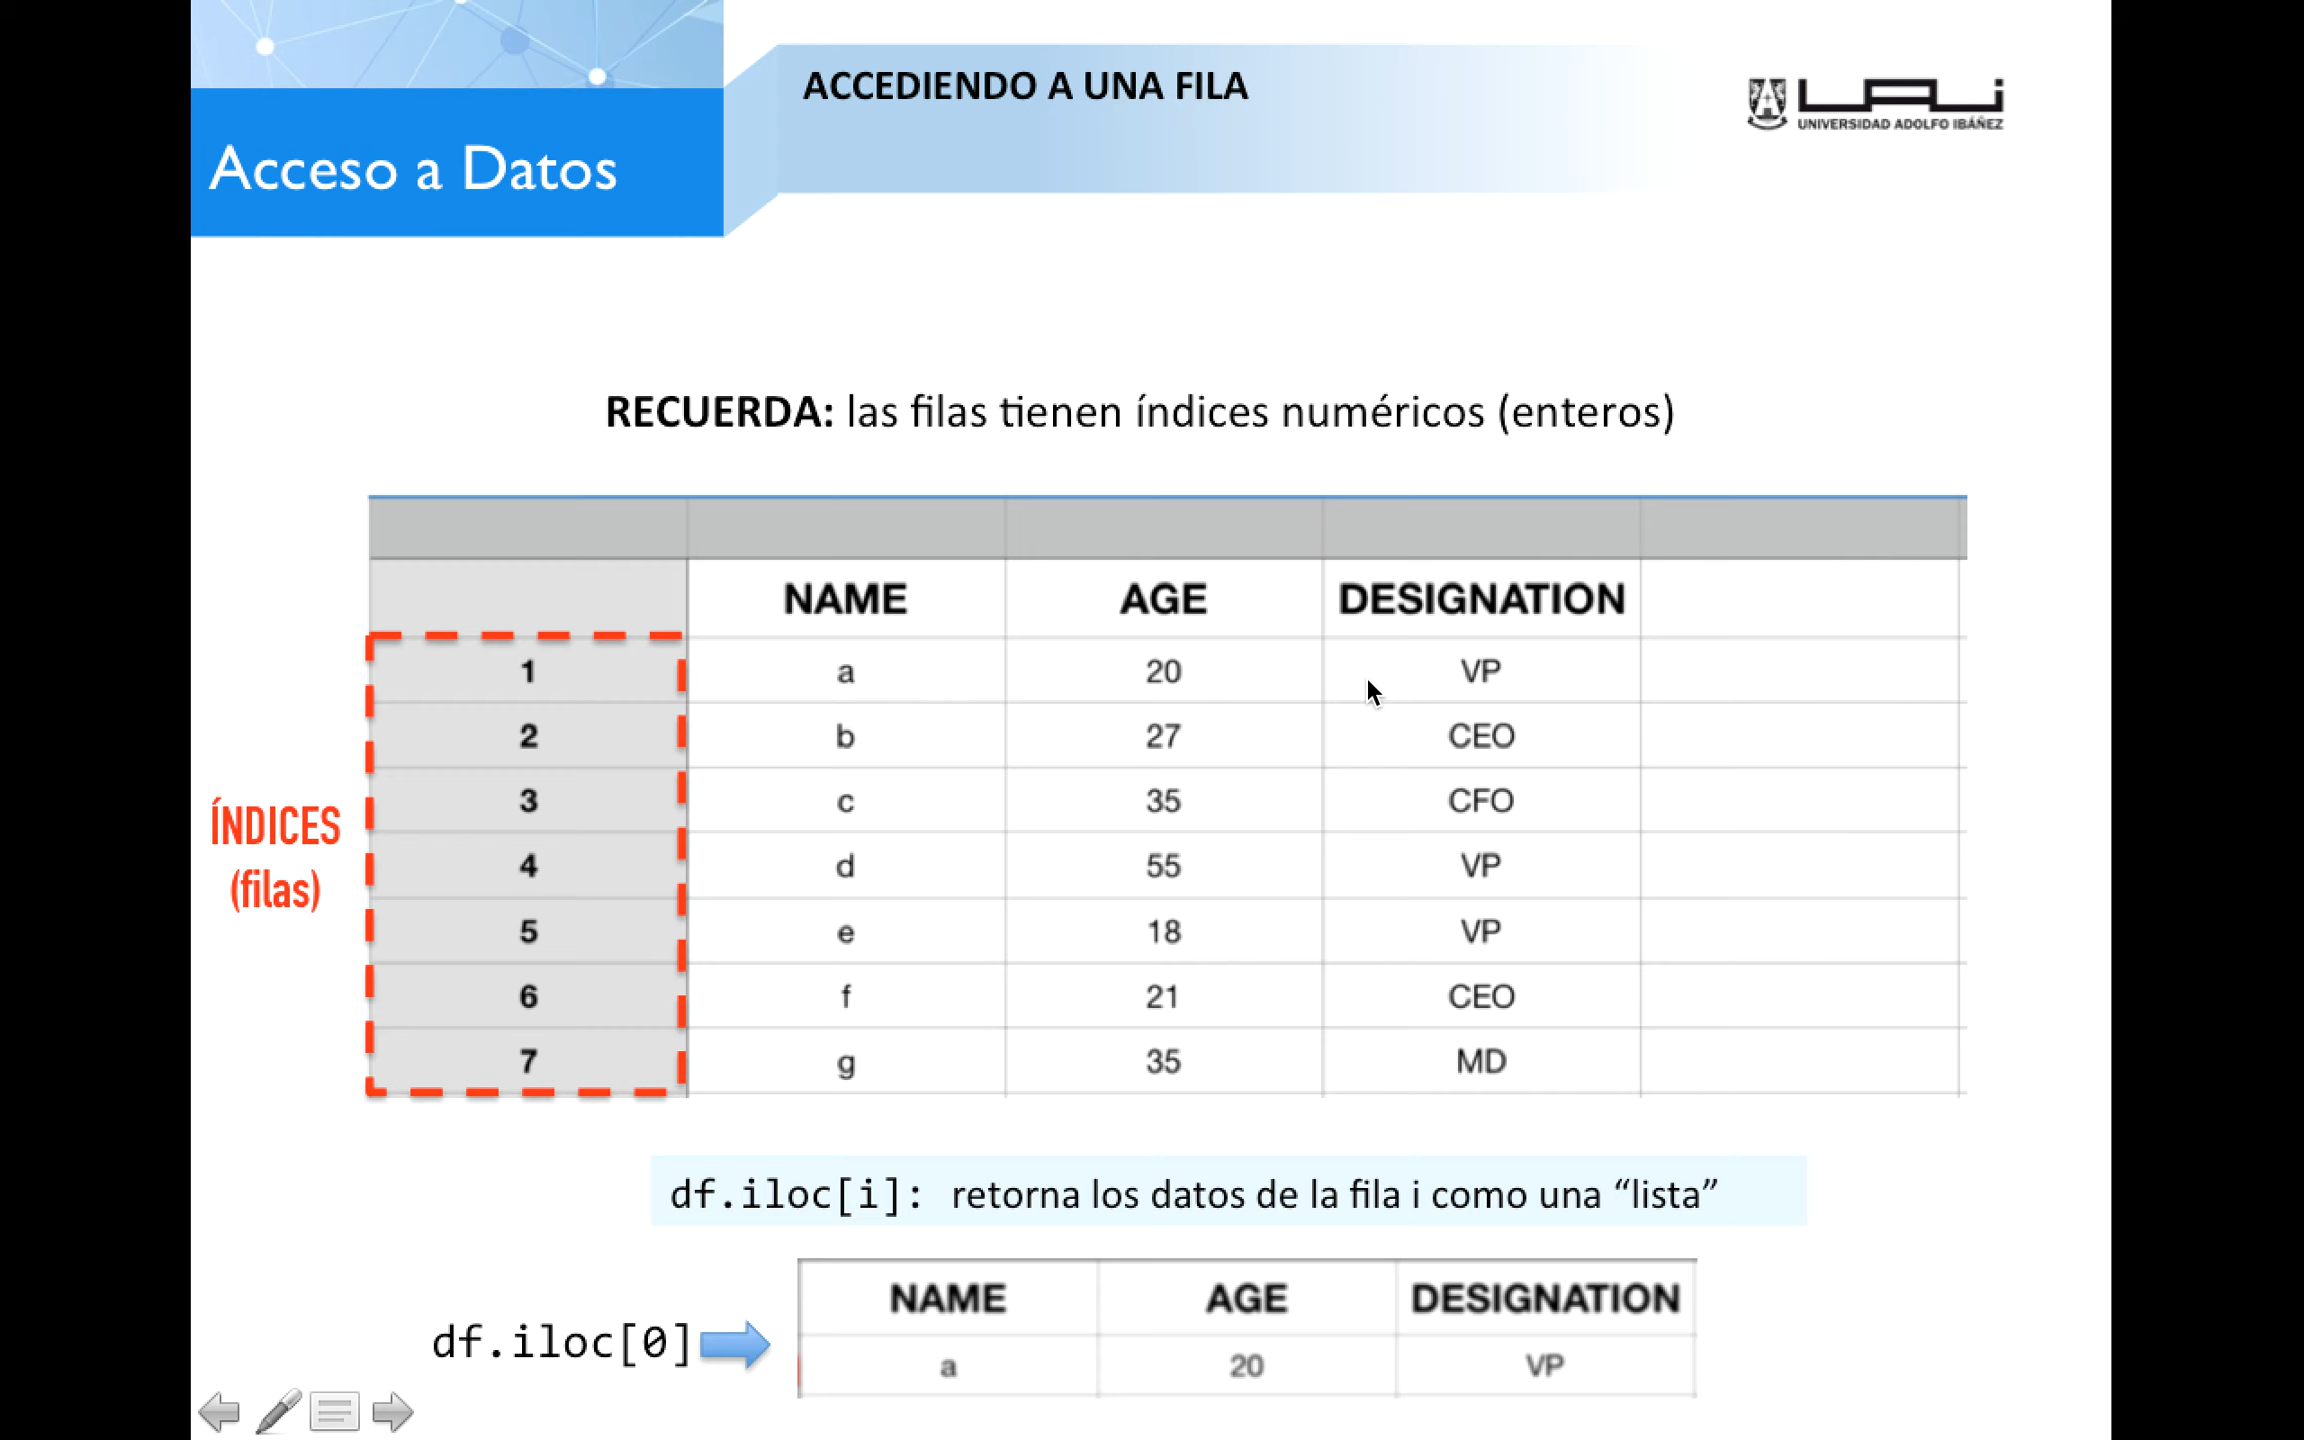 ACCEDIENDO A UNA FILA
UNIVERSIDAD ADOLFO IBÁÑEZ
Acceso a Datos
RECUERDA: las filas tienen índices numéricos (enteros)
NAME AGE DESIGNATION
1 a 20 VP
2 b 27 CEO
3 c 35 CFO
4 d 55 VP
5 e 18 VP
6 f 21 CEO
7 g 35 MD
ÍNDICES
(filas)
df.iloc[i]: retorna los datos de la fila i como una “lista”
df.iloc[0]
NAME AGE DESIGNATION
a 20 VP